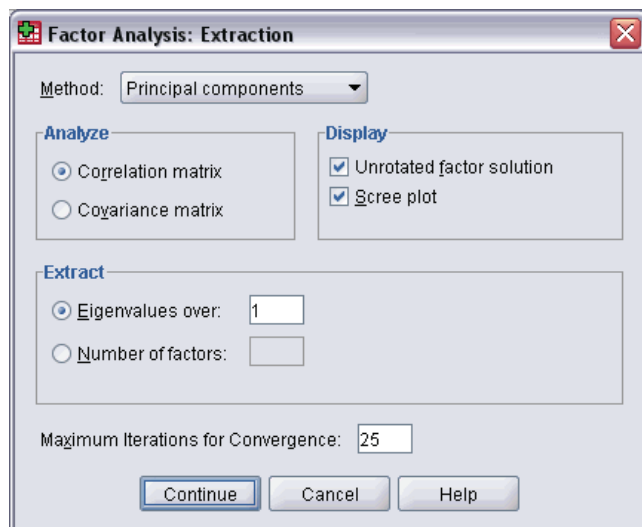 Factor Analysis: Extraction
Method: Principal components
Analyze
Correlation matrix
Covariance matrix
Display
Unrotated factor solution
Scree plot
Extract
Eigenvalues over: 1
Number of factors:
Maximum Iterations for Convergence: 25
Continue Cancel Help